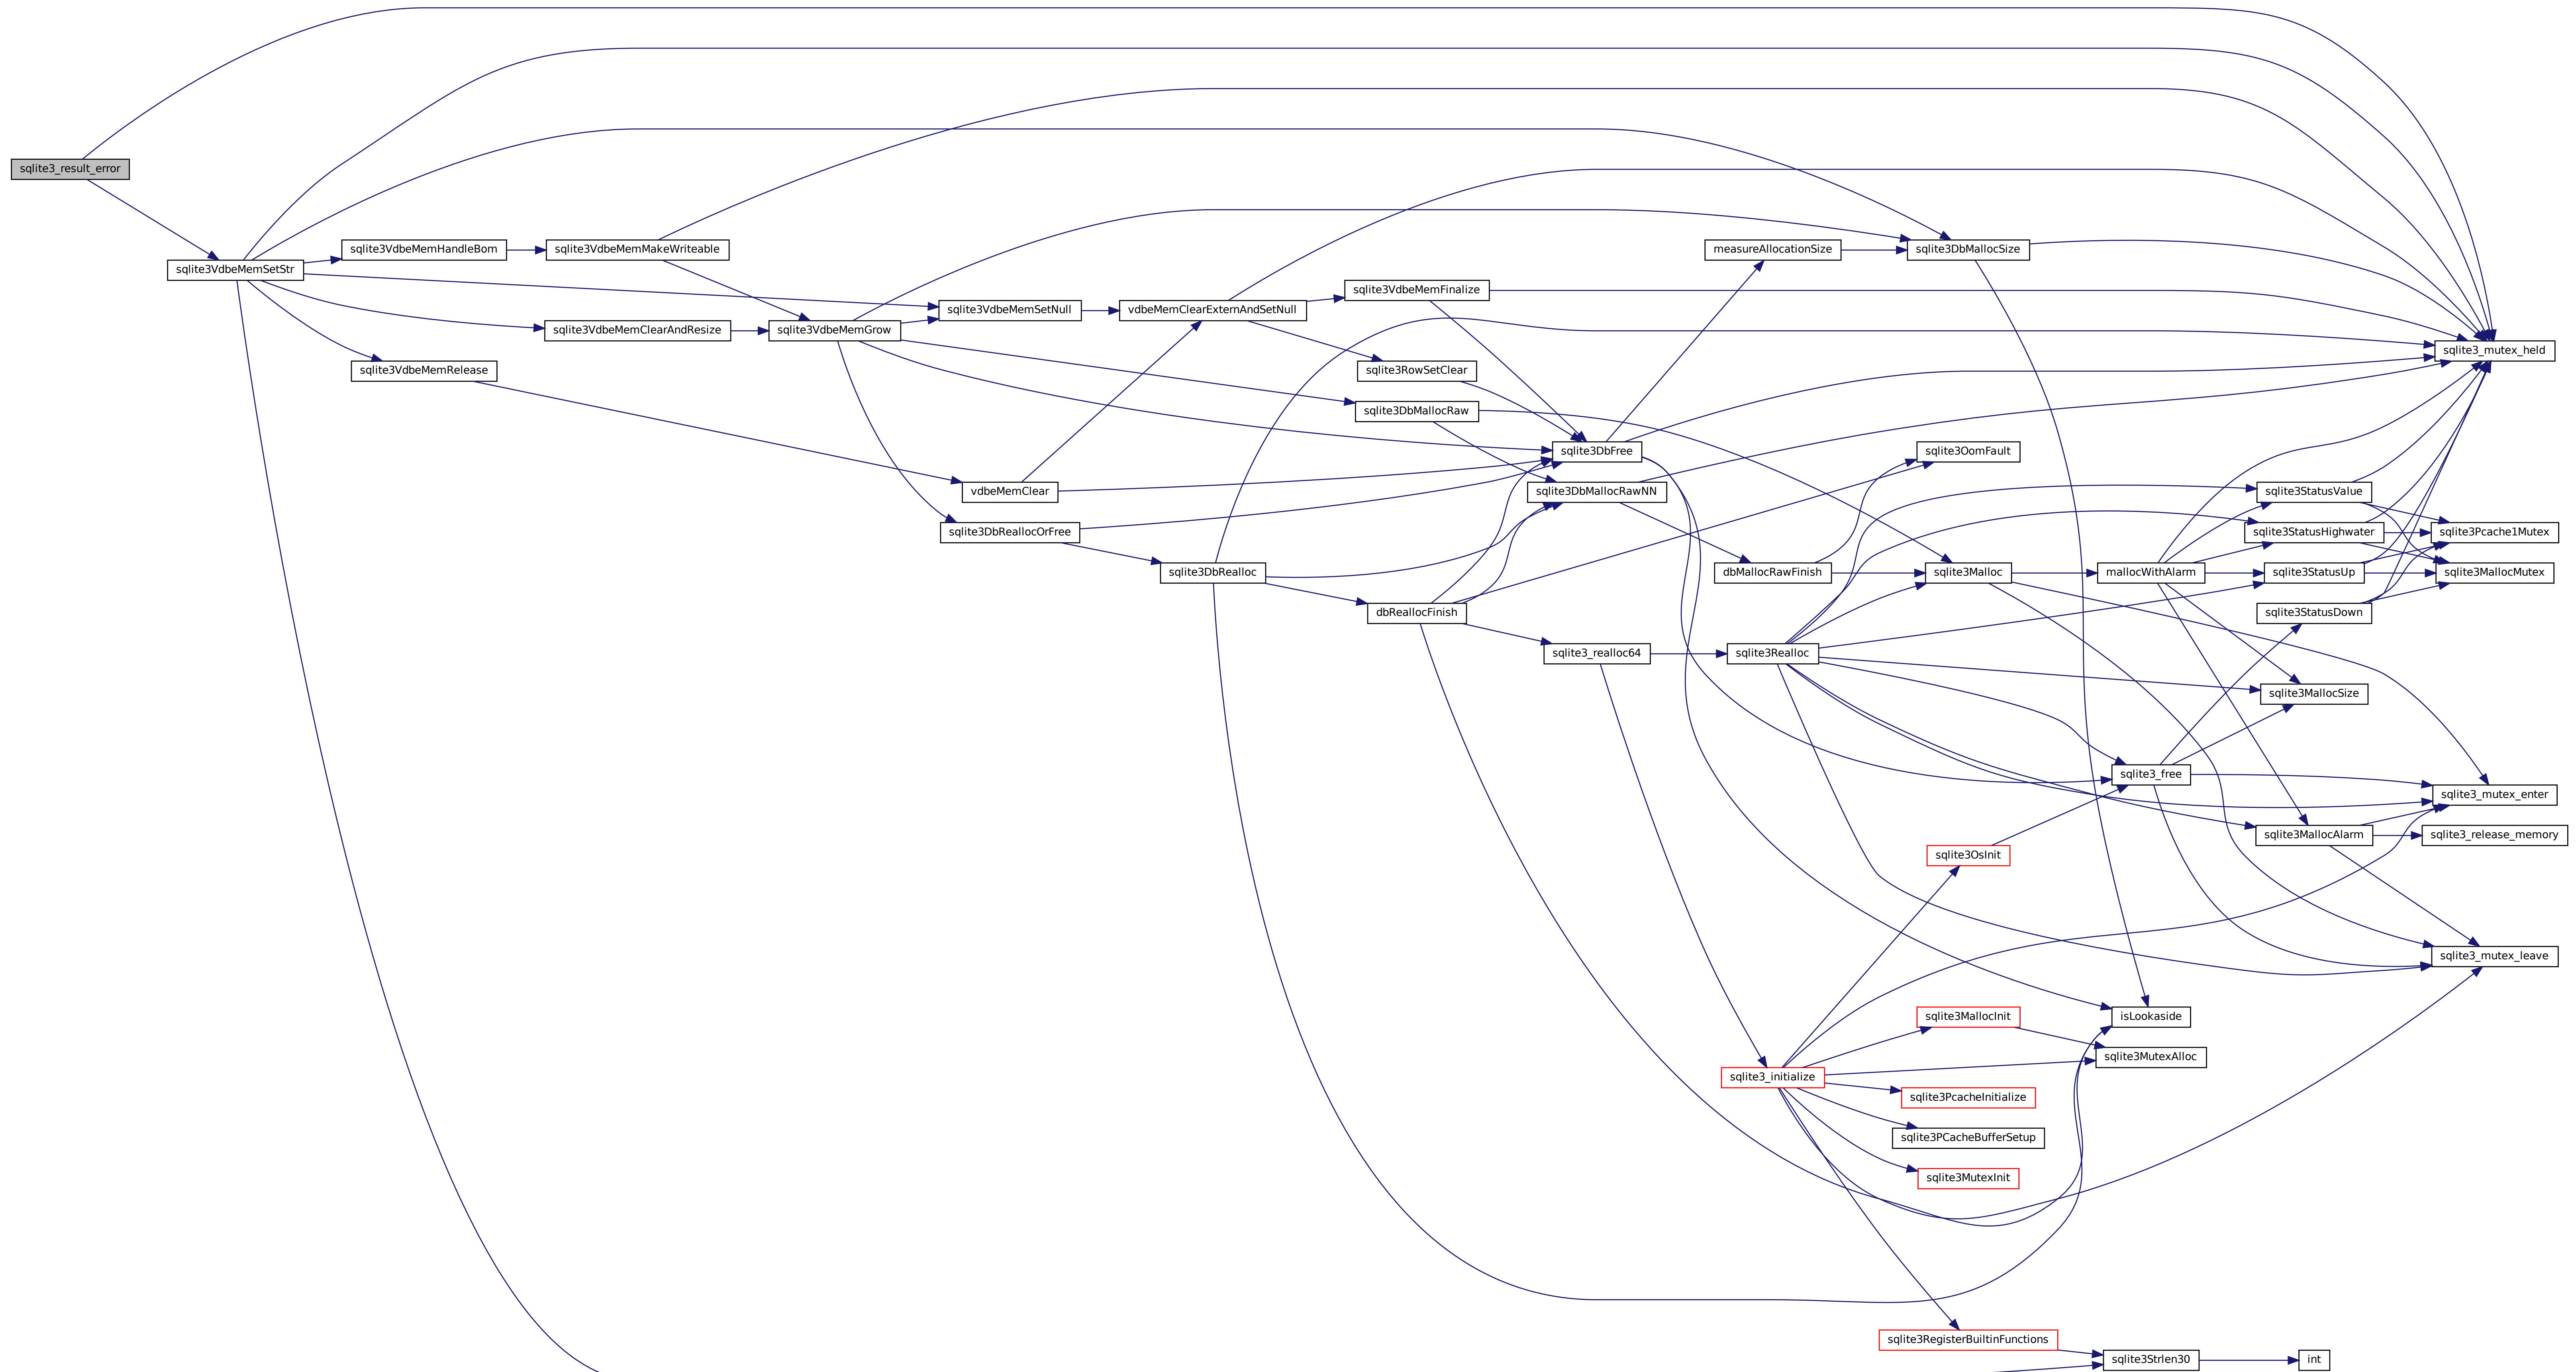 sqlite3_result_error
sqlite3VdbeMemSetStr
sqlite3VdbeMemHandleBom
sqlite3VdbeMemMakeWriteable
sqlite3VdbeMemClearAndResize
sqlite3VdbeMemRelease
sqlite3VdbeMemGrow
sqlite3VdbeMemSetNull
vdbeMemClearExternAndSetNull
vdbeMemClear
sqlite3DbReallocOrFree
sqlite3DbRealloc
sqlite3VdbeMemFinalize
sqlite3RowSetClear
sqlite3DbMallocRaw
dbReallocFinish
sqlite3DbFree
sqlite3DbMallocRawNN
sqlite3_realloc64
measureAllocationSize
dbMallocRawFinish
sqlite3Realloc
sqlite3_initialize
sqlite3DbMallocSize
sqlite3OomFault
sqlite3Malloc
sqlite3OsInit
sqlite3MallocInit
sqlite3PcacheInitialize
sqlite3PCacheBufferSetup
sqlite3MutexInit
sqlite3RegisterBuiltinFunctions
mallocWithAlarm
sqlite3_free
isLookaside
sqlite3MutexAlloc
sqlite3Strlen30
sqlite3StatusValue
sqlite3StatusHighwater
sqlite3StatusUp
sqlite3StatusDown
sqlite3MallocSize
sqlite3MallocAlarm
int
sqlite3_mutex_held
sqlite3Pcache1Mutex
sqlite3MallocMutex
sqlite3_mutex_enter
sqlite3_release_memory
sqlite3_mutex_leave